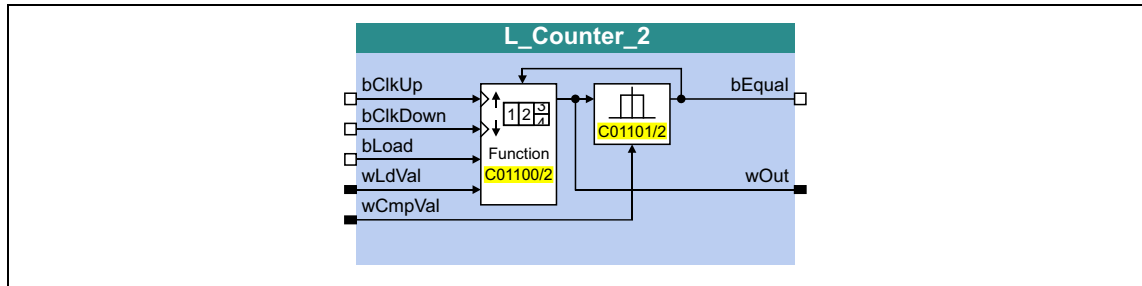 L_Counter_2
bClkUp
bEqual
bClkDown
1 2 3 4
C01101/2
bLoad
Function
wLdVal
C01100/2
wOut
wCmpVal